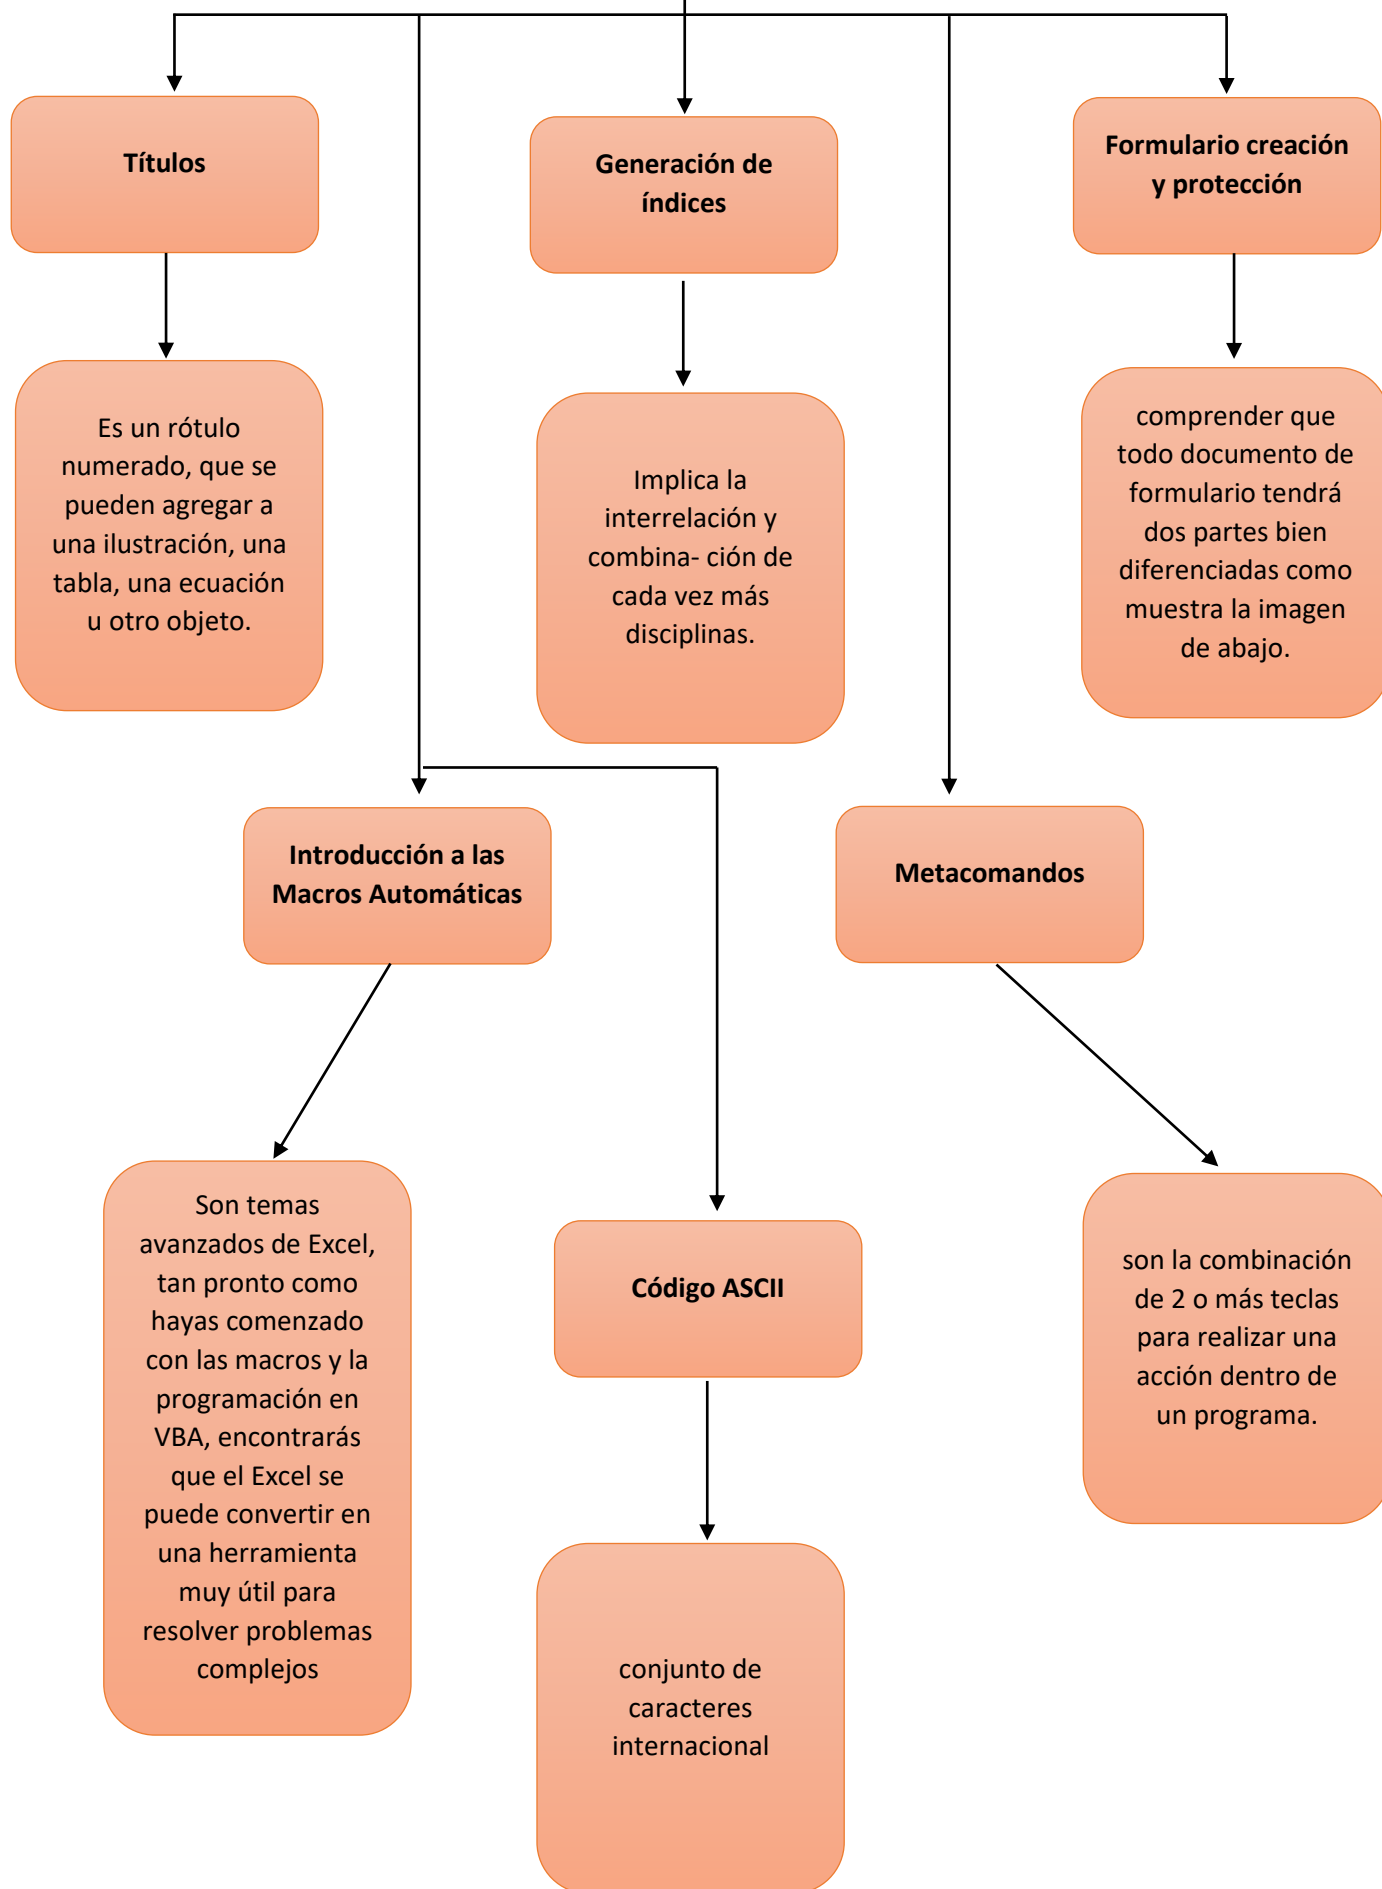 Títulos
Generación de
índices
Formulario creación
y protección
Es un rótulo
numerado, que se
pueden agregar a
una ilustración, una
tabla, una ecuación
u otro objeto.
Implica la
interrelación y
combina- ción de
cada vez más
disciplinas.
comprender que
todo documento de
formulario tendrá
dos partes bien
diferenciadas como
muestra la imagen
de abajo.
Introducción a las
Macros Automáticas
Metacomandos
Son temas
avanzados de Excel,
tan pronto como
hayas comenzado
con las macros y la
programación en
VBA, encontrarás
que el Excel se
puede convertir en
una herramienta
muy útil para
resolver problemas
complejos
Código ASCII
son la combinación
de 2 o más teclas
para realizar una
acción dentro de
un programa.
conjunto de
caracteres
internacional